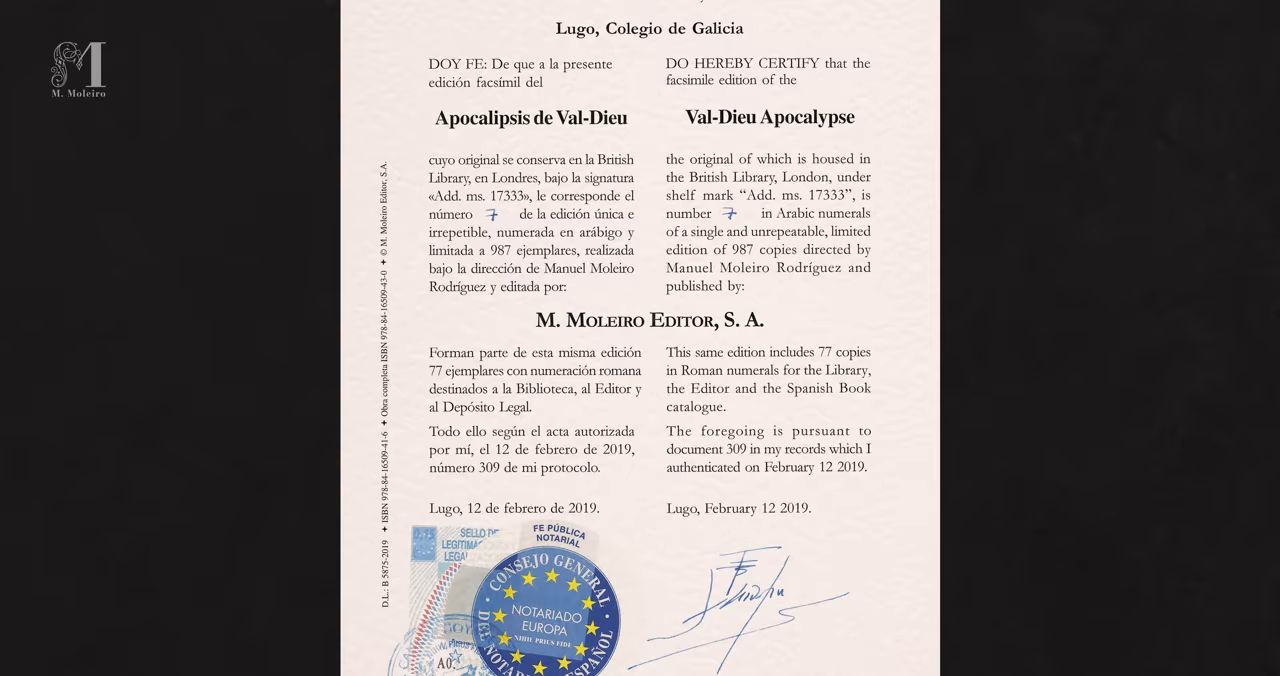 M. Moleiro
Lugo, Colegio de Galicia
DOY FE: De que a la presente
edición facsímil del
Apocalipsis de Val-Dieu
cuyo original se conserva en la British
Library, en Londres, bajo la signatura
«Add. ms. 17333», le corresponde el
número 7 de la edición única e
irrepetible, numerada en arábigo y
limitada a 987 ejemplares, realizada
bajo la dirección de Manuel Moleiro
Rodríguez y editada por:
DO HEREBY CERTIFY that the
facsimile edition of the
Val-Dieu Apocalypse
the original of which is housed in
the British Library, London, under
shelf mark “Add. ms. 17333”, is
number 7 in Arabic numerals
of a single and unrepeatable, limited
edition of 987 copies directed by
Manuel Moleiro Rodríguez and
published by:
M. MOLEIRO EDITOR, S. A.
Forman parte de esta misma edición
77 ejemplares con numeración romana
destinados a la Biblioteca, al Editor y
al Depósito Legal.
Todo ello según el acta autorizada
por mí, el 12 de febrero de 2019,
número 309 de mi protocolo.
Lugo, 12 de febrero de 2019.
This same edition includes 77 copies
in Roman numerals for the Library,
the Editor and the Spanish Book
catalogue.
The foregoing is pursuant to
document 309 in my records which I
authenticated on February 12 2019.
Lugo, February 12 2019.
D.L.: B 5875-2019 ✦ ISBN 978-84-16509-41-6 ✦ Obra completa ISBN 978-84-16509-43-0 ✦ © M. Moleiro Editor, S.A.
0,15
SELLO DE
FE PÚBLICA
NOTARIAL
CONSEJO GENERAL
NOTARIADO
EUROPA
NIHIL PRIUS FIDE
ESPAÑOL
A0.